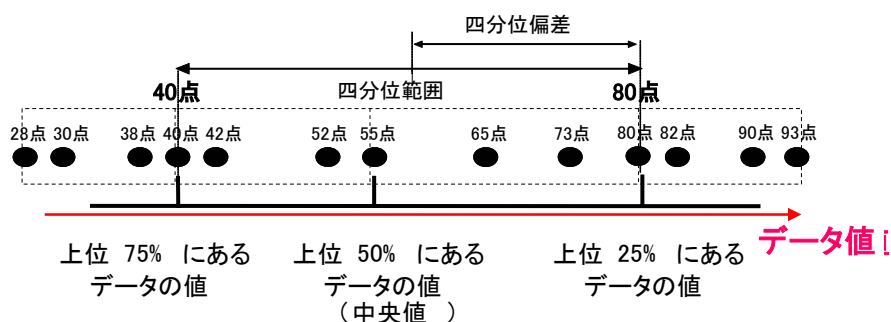 四分位偏差
40点 四分位範囲 80点
28点 30点 38点 40点 42点 52点 55点 65点 73点 80点 82点 90点 93点
データ値
上位 75% にある 上位 50% にある 上位 25% にある
データの値 データの値 データの値
（中央値 ）